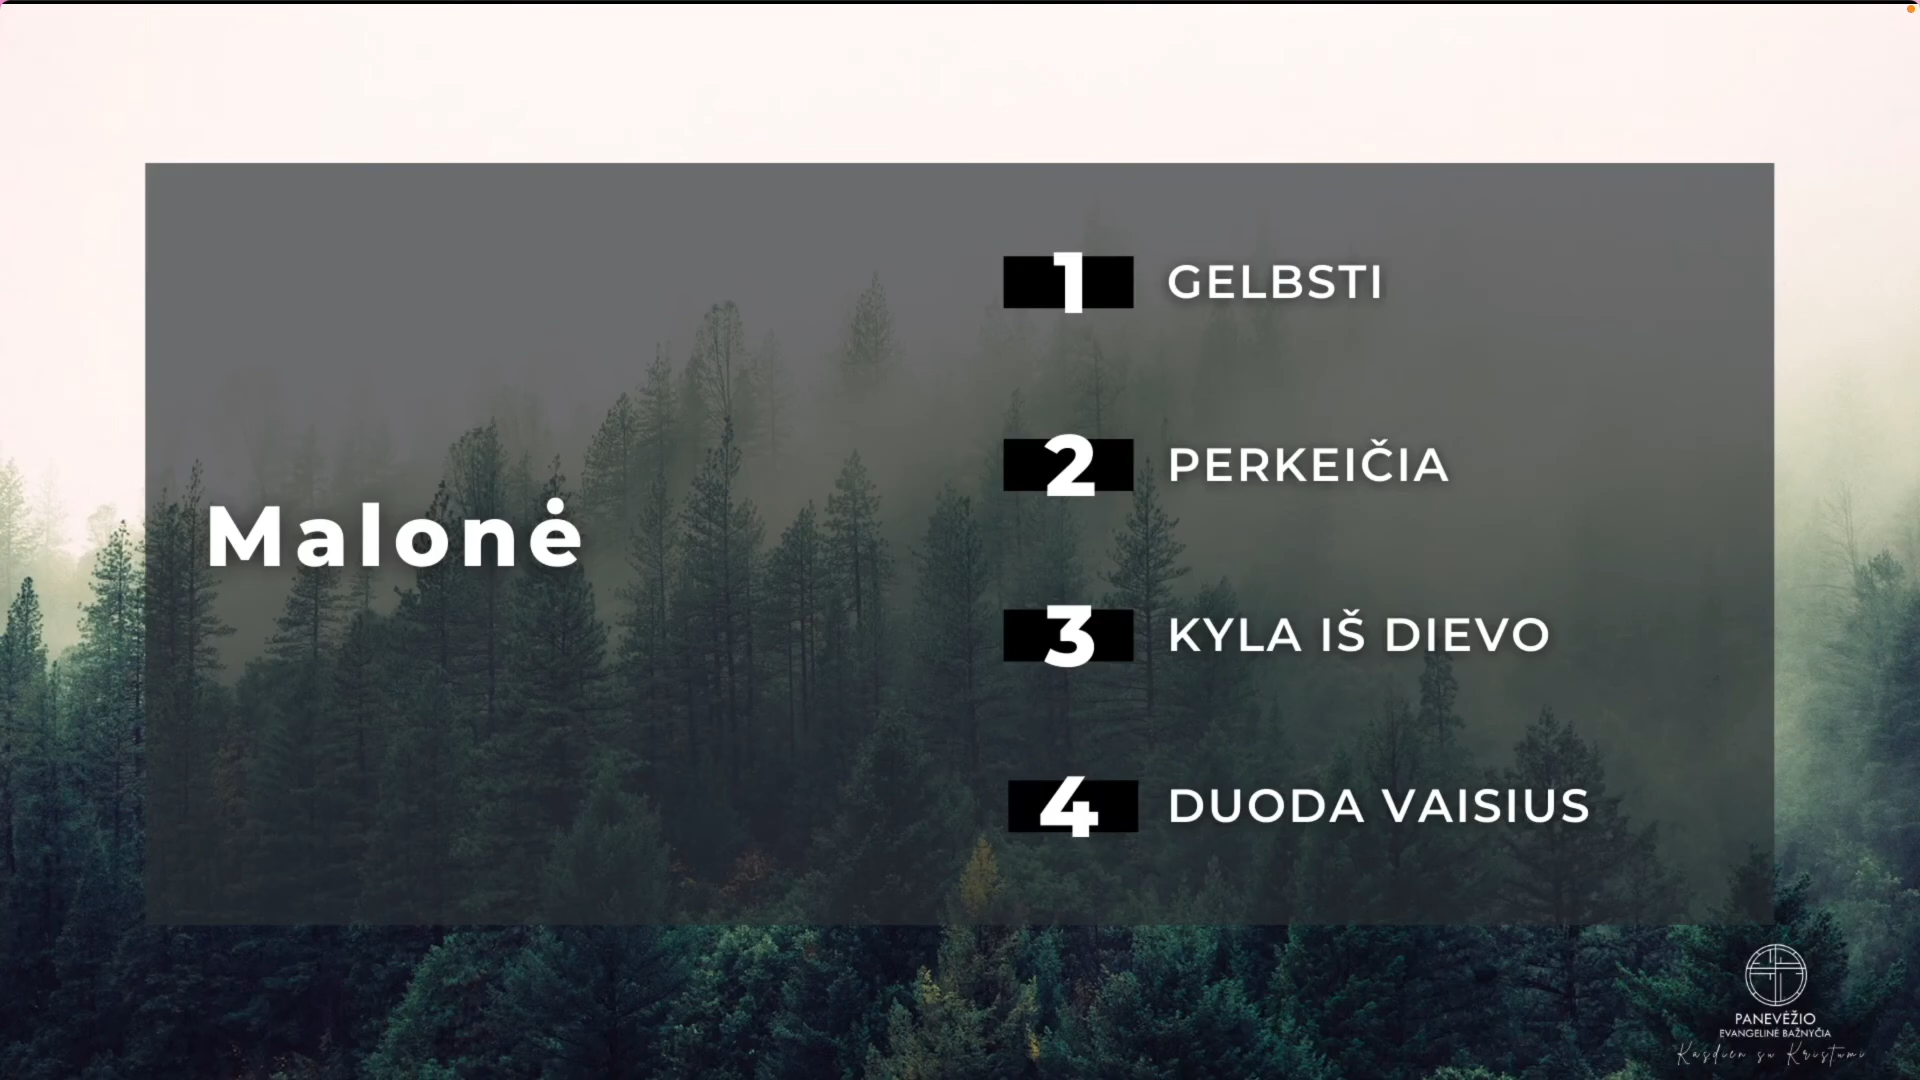 Malonė
1 GELBSTI
2 PERKEIČIA
3 KYLA IŠ DIEVO
4 DUODA VAISIUS
PANEVĖŽIO
EVANGELINĖ BAŽNYČIA
Kasdien su Kristumi